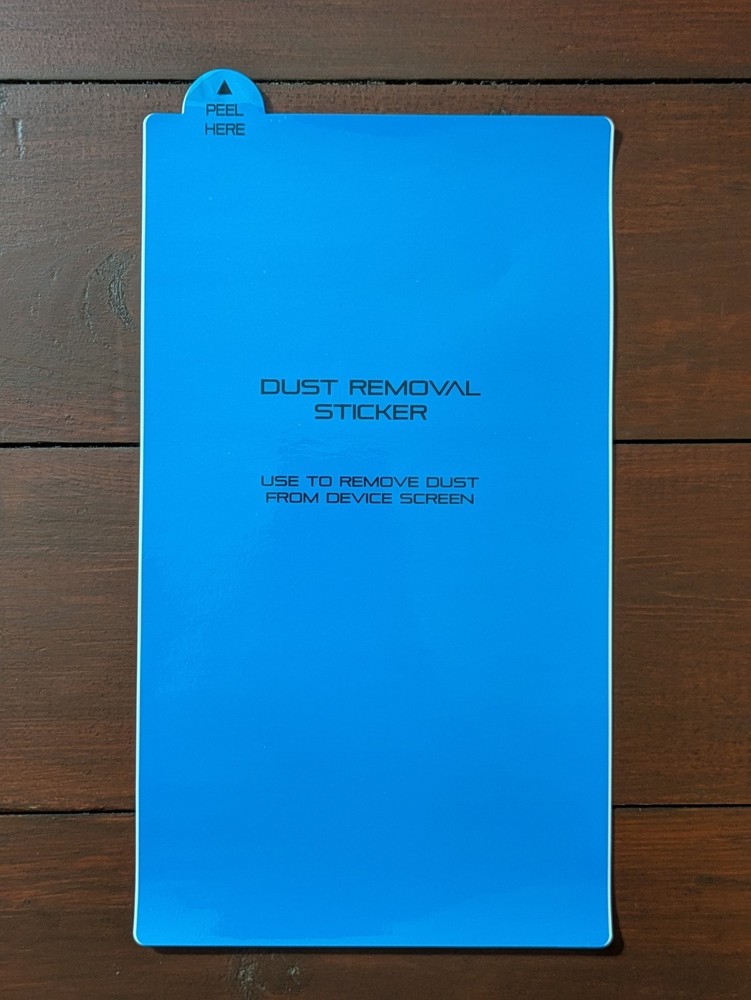 PEEL
HERE
DUST REMOVAL
STICKER
USE TO REMOVE DUST
FROM DEVICE SCREEN